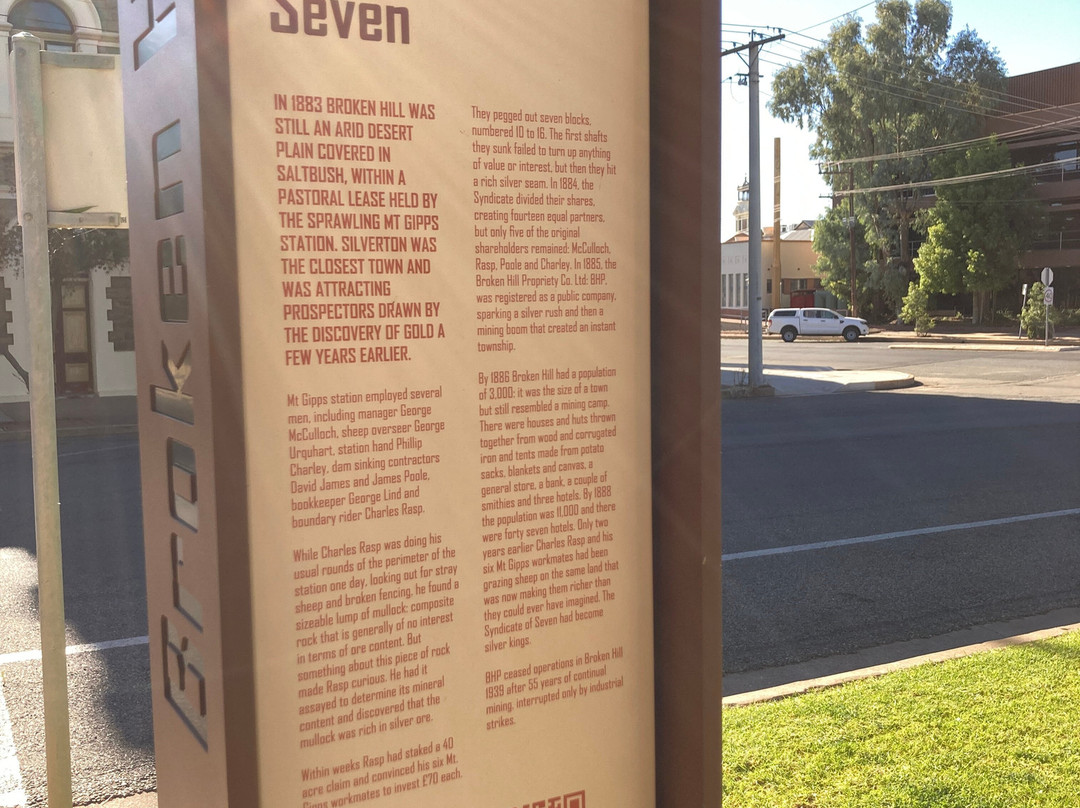 Seven
IN 1883 BROKEN HILL WAS
STILL AN ARID DESERT
PLAIN COVERED IN
SALTBUSH, WITHIN A
PASTORAL LEASE HELD BY
THE SPRAWLING MT GIPPS
STATION. SILVERTON WAS
THE CLOSEST TOWN AND
WAS ATTRACTING
PROSPECTORS DRAWN BY
THE DISCOVERY OF GOLD A
FEW YEARS EARLIER.
Mt Gipps station employed several
men, including manager George
McCulloch, sheep overseer George
Urquhart, station hand Phillip
Charley, dam sinking contractors
David James and James Poole,
bookkeeper George Lind and
boundary rider Charles Rasp.
While Charles Rasp was doing his
usual rounds of the perimeter of the
station one day, looking out for stray
sheep and broken fencing, he found a
sizeable lump of mullock; composite
rock that is generally of no interest
in terms of ore content. But
something about this piece of rock
made Rasp curious. He had it
assayed to determine its mineral
content and discovered that the
mullock was rich in silver ore.
Within weeks Rasp had staked a 40
acre claim and convinced his six Mt.
Gipps workmates to invest £70 each.
They pegged out seven blocks,
numbered 10 to 16. The first shafts
they sunk failed to turn up anything
of value or interest, but then they hit
a rich silver seam. In 1884, the
Syndicate divided their shares,
creating fourteen equal partners,
but only five of the original
shareholders remained; McCulloch,
Rasp, Poole and Charley. In 1885, the
Broken Hill Propriety Co. Ltd; BHP,
was registered as a public company,
sparking a silver rush and then a
mining boom that created an instant
township.
By 1886 Broken Hill had a population
of 3,000; it was the size of a town
but still resembled a mining camp.
There were houses and huts thrown
together from wood and corrugated
iron and tents made from potato
sacks, blankets and canvas, a
general store, a bank, a couple of
smithies and three hotels. By 1888
the population was 11,000 and there
were forty seven hotels. Only two
years earlier Charles Rasp and his
six Mt Gipps workmates had been
grazing sheep on the same land that
was now making them richer than
they could ever have imagined. The
Syndicate of Seven had become
silver kings.
BHP ceased operations in Broken Hill
1939 after 55 years of continual
mining, interrupted only by industrial
strikes.
Broken